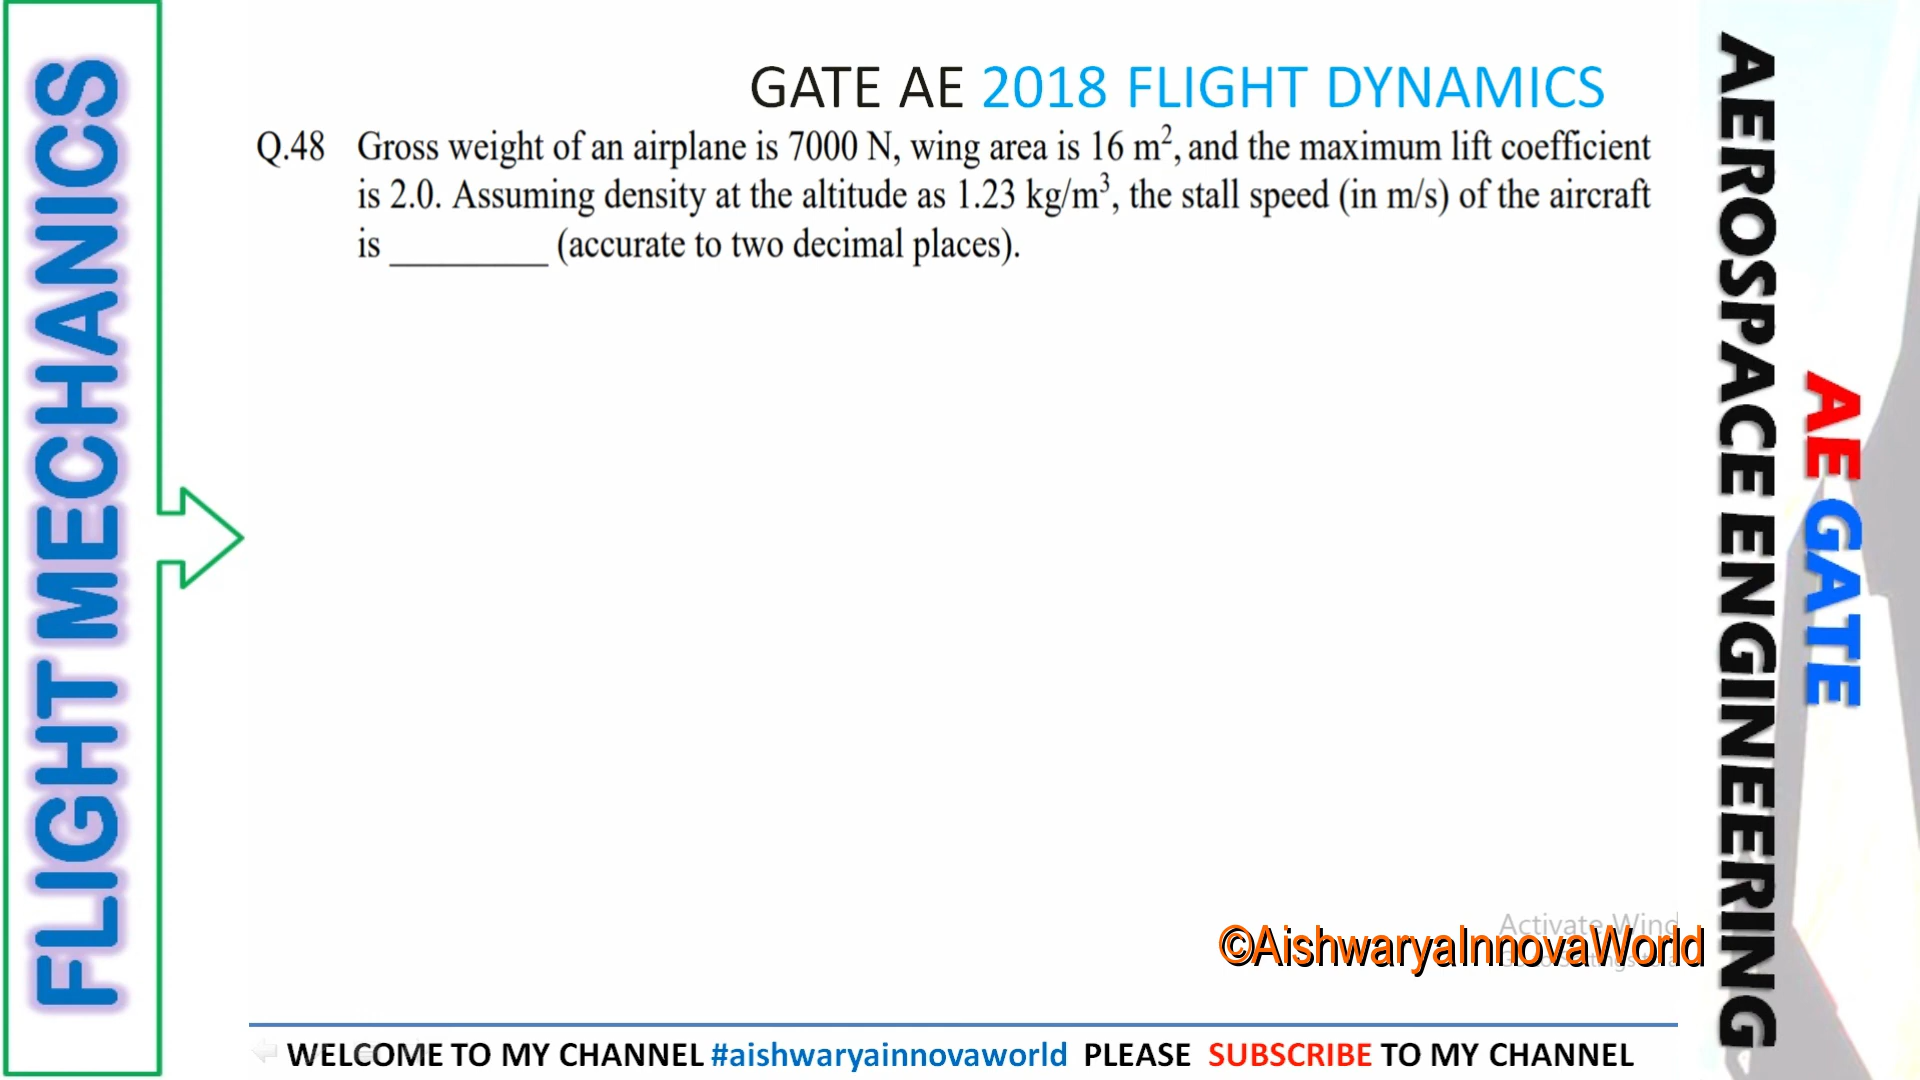 FLIGHT MECHANICS
GATE AE 2018 FLIGHT DYNAMICS
Q.48 Gross weight of an airplane is 7000 N, wing area is 16 m², and the maximum lift coefficient
is 2.0. Assuming density at the altitude as 1.23 kg/m³, the stall speed (in m/s) of the aircraft
is __________ (accurate to two decimal places).
AEROSPACE ENGINEERING
AE GATE
Activate Wind
©AishwaryaInnovaWorld
WELCOME TO MY CHANNEL #aishwaryainnovaworld PLEASE SUBSCRIBE TO MY CHANNEL